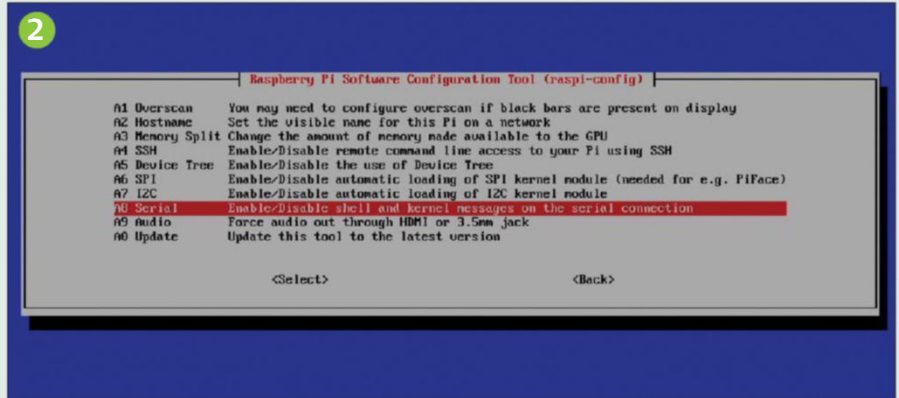 2
Raspberry Pi Software Configuration Tool (raspi-config)
A1 Overscan You may need to configure overscan if black bars are present on display
A2 Hostname Set the visible name for this Pi on a network
A3 Memory Split Change the amount of memory made available to the GPU
A4 SSH Enable/Disable remote command line access to your Pi using SSH
A5 Device Tree Enable/Disable the use of Device Tree
A6 SPI Enable/Disable automatic loading of SPI kernel module (needed for e.g. PiFace)
A7 I2C Enable/Disable automatic loading of I2C kernel module
A8 Serial Enable/Disable shell and kernel messages on the serial connection
A9 Audio Force audio out through HDMI or 3.5mm jack
A0 Update Update this tool to the latest version
<Select> <Back>